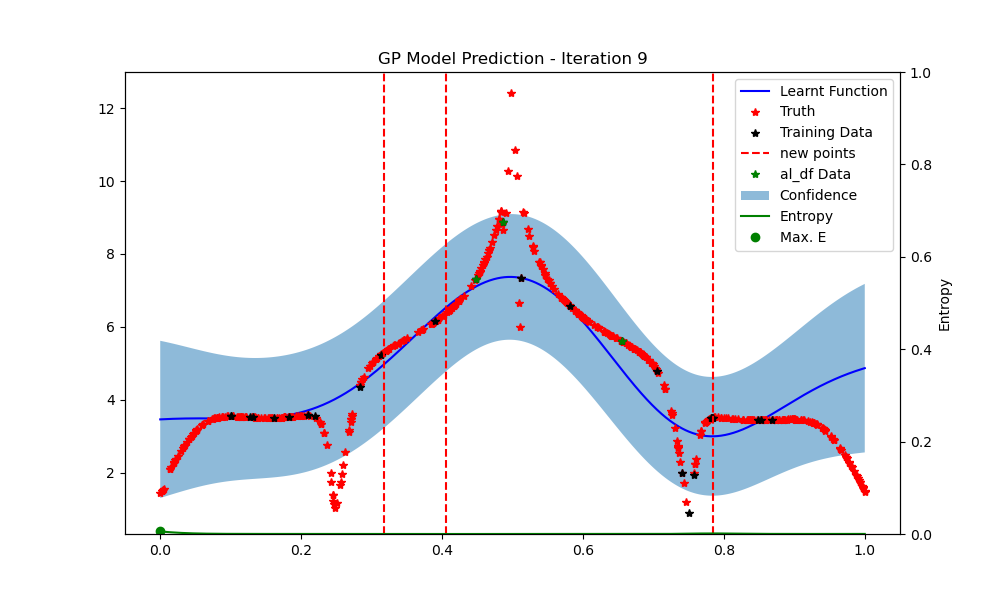 GP Model Prediction - Iteration 9
12
10
8
6
4
2
0.0
0.2
0.4
0.6
0.8
1.0
1.0
0.8
0.6
0.4
0.2
0.0
Entropy
Learnt Function
Truth
Training Data
new points
al_df Data
Confidence
Entropy
Max. E